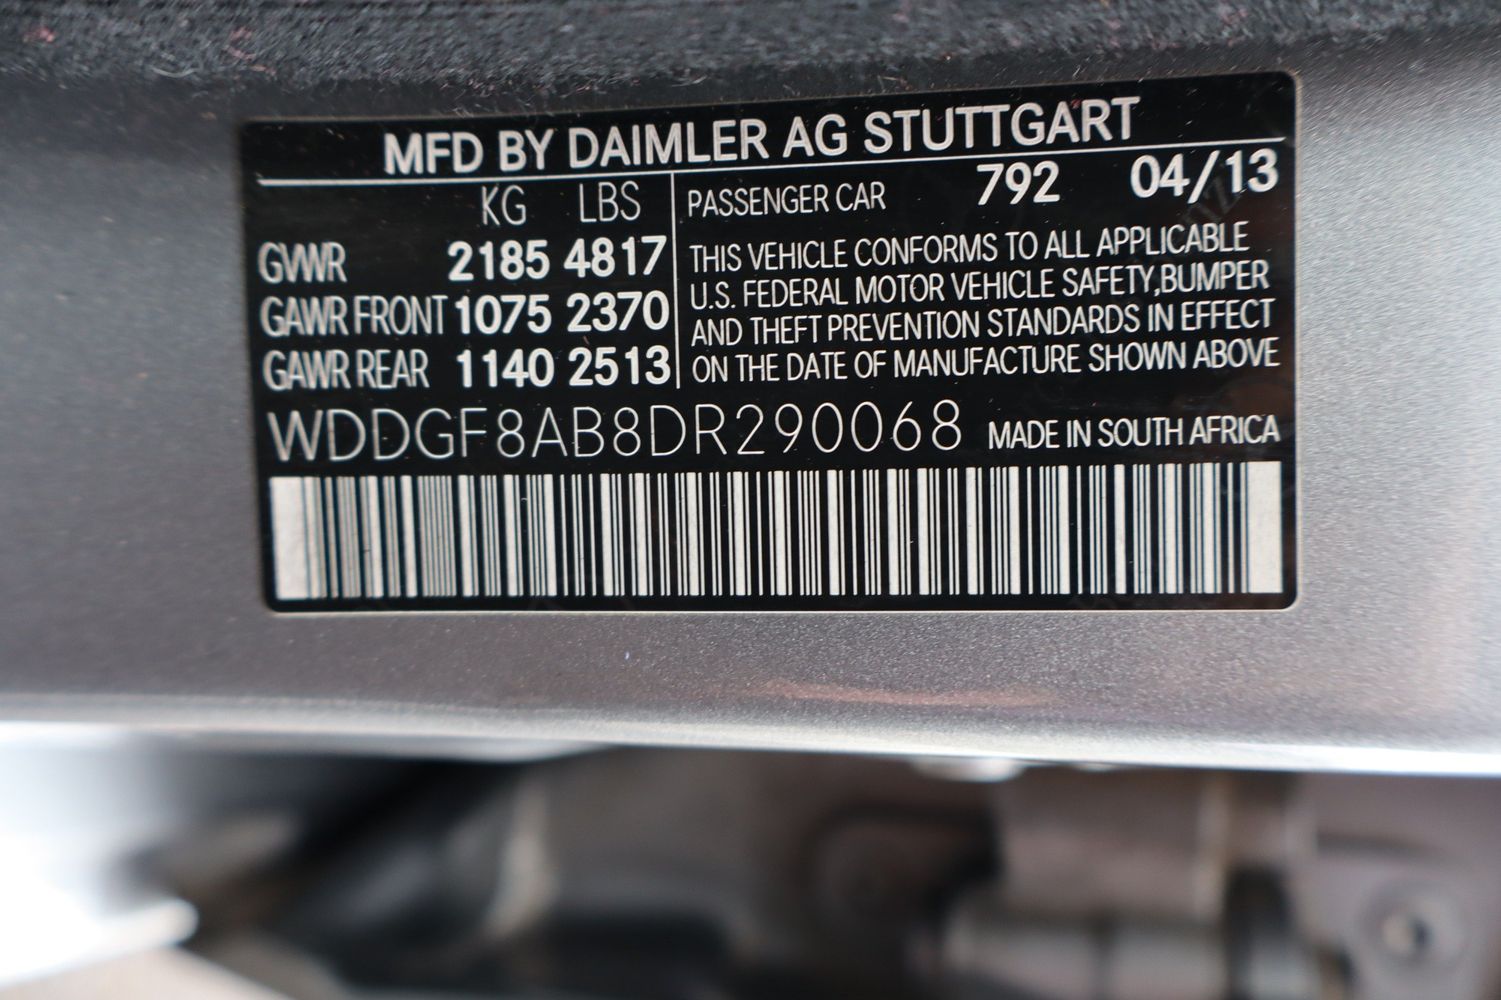 MFD BY DAIMLER AG STUTTGART
KG LBS
GVWR 2185 4817
GAWR FRONT 1075 2370
GAWR REAR 1140 2513
PASSENGER CAR 792 04/13
THIS VEHICLE CONFORMS TO ALL APPLICABLE
U.S. FEDERAL MOTOR VEHICLE SAFETY,BUMPER
AND THEFT PREVENTION STANDARDS IN EFFECT
ON THE DATE OF MANUFACTURE SHOWN ABOVE
WDDGF8AB8DR290068 MADE IN SOUTH AFRICA